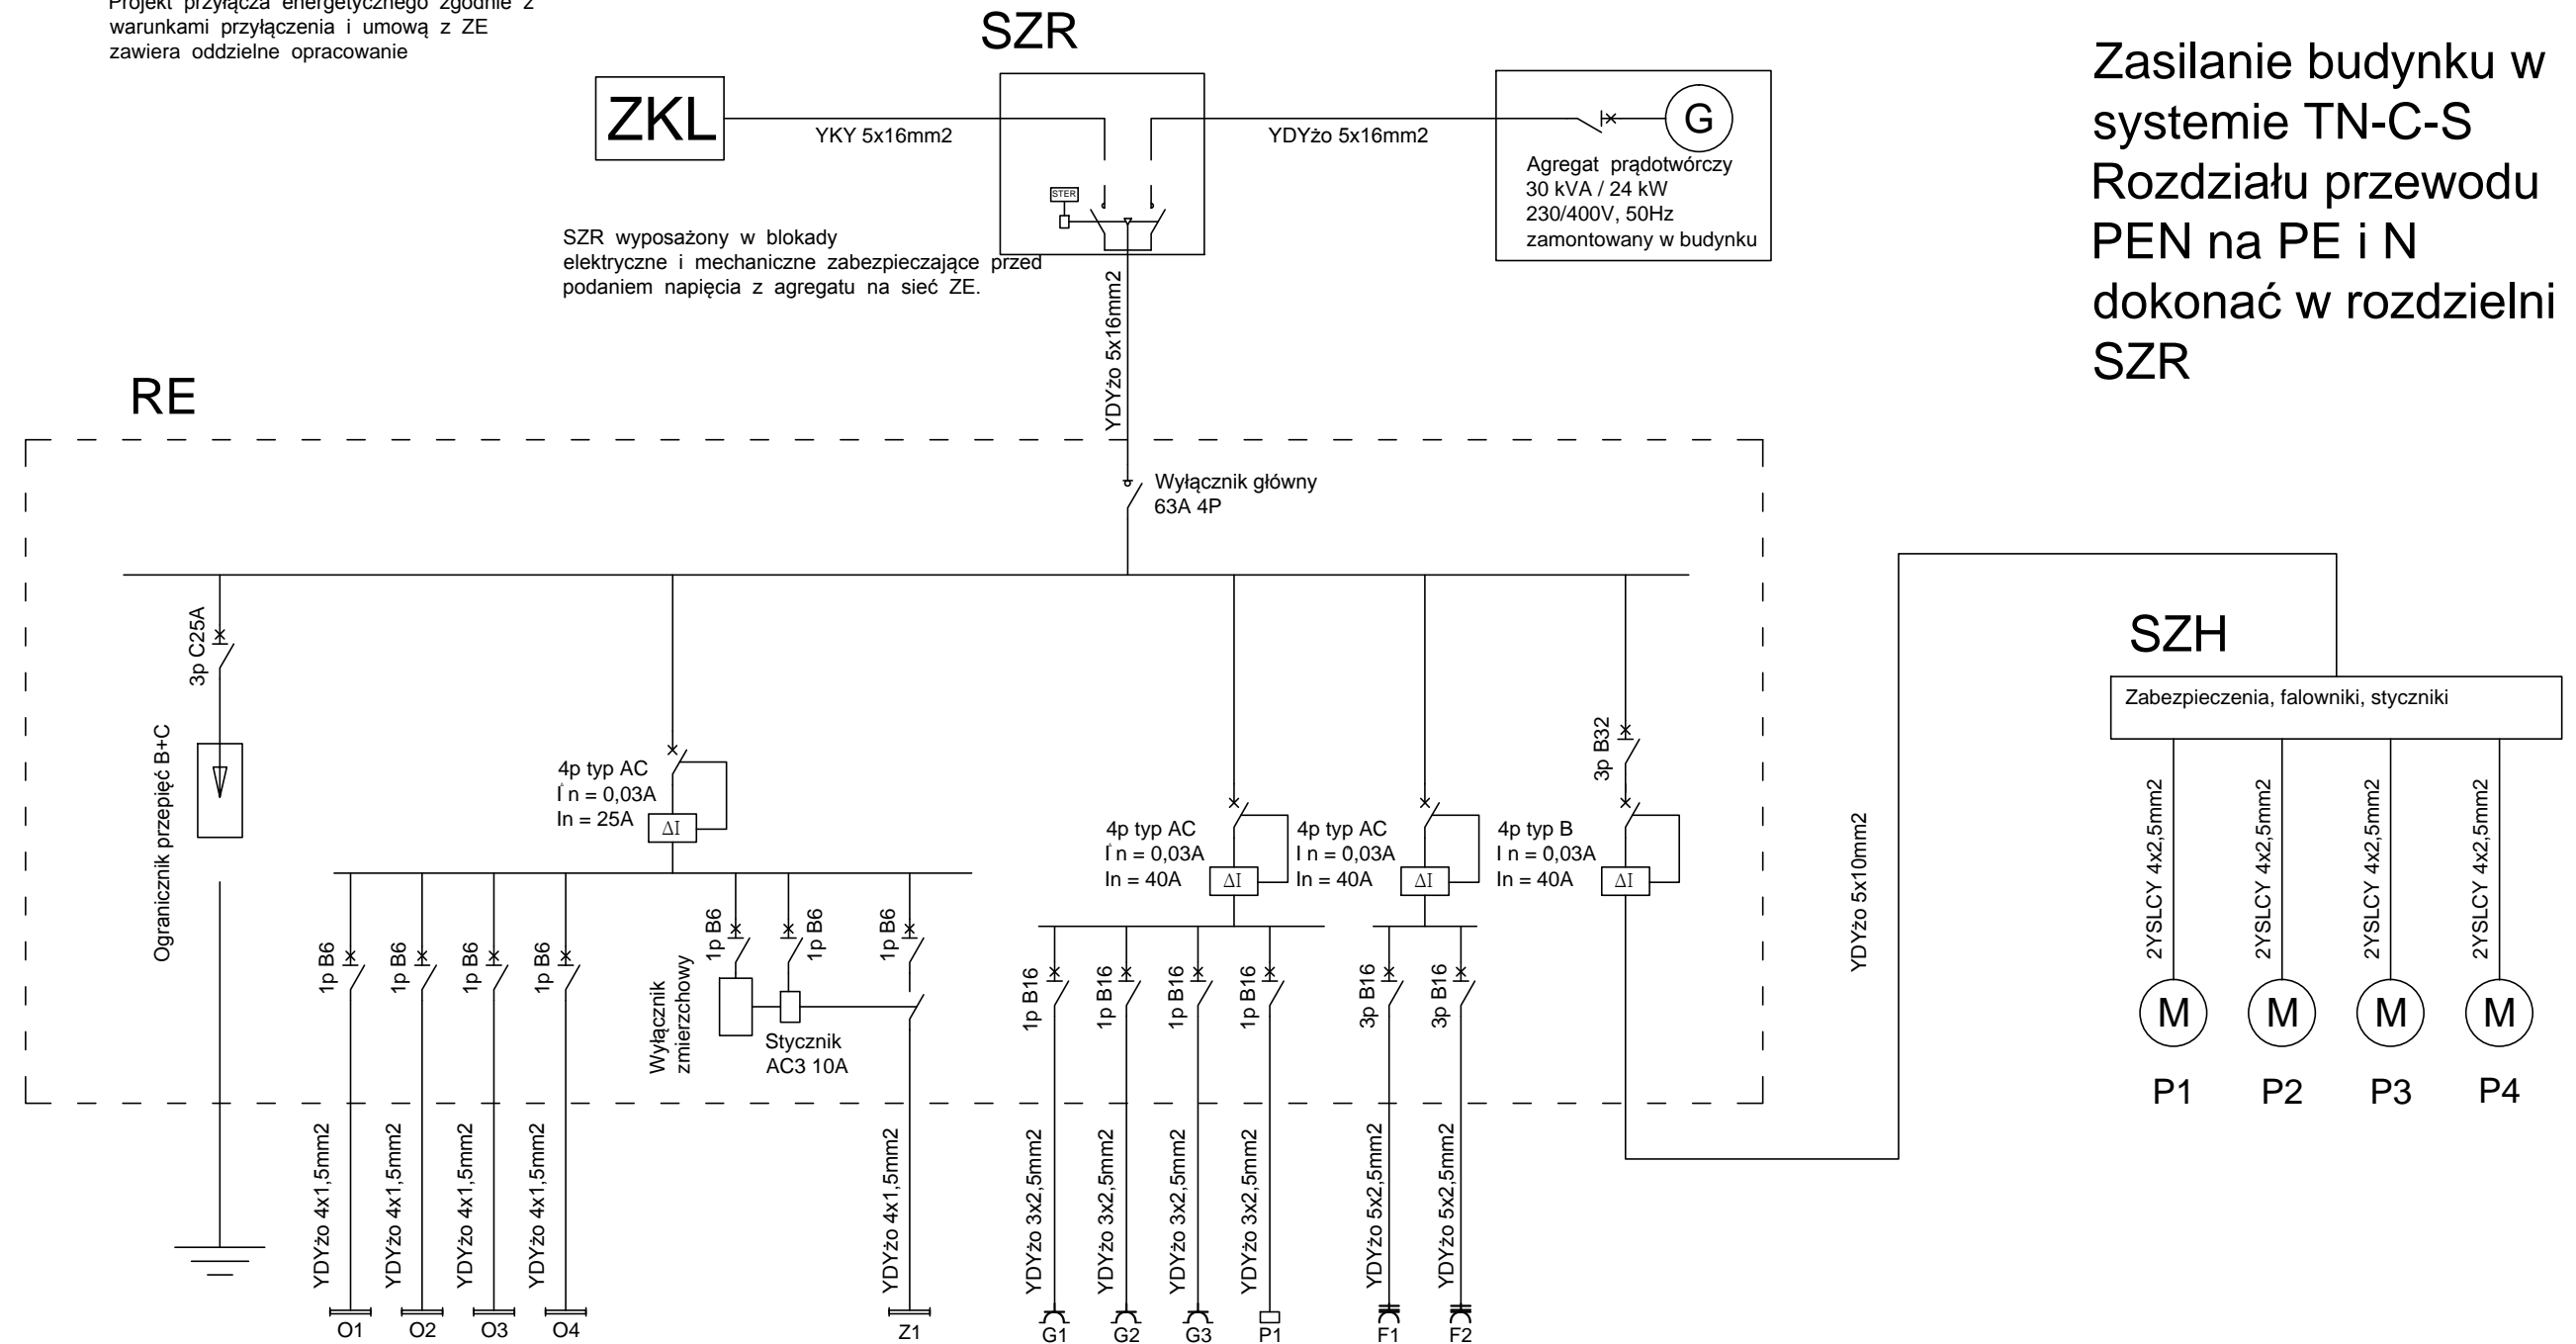 Projekt przyłącza energetycznego zgodnie z
warunkami przyłączenia i umową z ZE
zawiera oddzielne opracowanie
SZR
ZKL
YKY 5x16mm2
YDYżo 5x16mm2
G
STER
Agregat prądotwórczy
30 kVA / 24 kW
230/400V, 50Hz
zamontowany w budynku
SZR wyposażony w blokady
elektryczne i mechaniczne zabezpieczające przed
podaniem napięcia z agregatu na sieć ZE.
YDYżo 5x16mm2
Zasilanie budynku w
systemie TN-C-S
Rozdziału przewodu
PEN na PE i N
dokonać w rozdzielni
SZR
RE
Wyłącznik główny
63A 4P
3p C25A
Ogranicznik przepięć B+C
4p typ AC
I n = 0,03A
In = 25A
ΔI
4p typ AC
I n = 0,03A
In = 40A
ΔI
4p typ AC
I n = 0,03A
In = 40A
ΔI
3p B32
4p typ B
I n = 0,03A
In = 40A
ΔI
1p B6
1p B6
1p B6
1p B6
1p B6
1p B6
1p B6
Wyłącznik
zmierzchowy
Stycznik
AC3 10A
1p B16
1p B16
1p B16
1p B16
3p B16
3p B16
YDYżo 5x10mm2
SZH
Zabezpieczenia, falowniki, styczniki
2YSLCY 4x2,5mm2
2YSLCY 4x2,5mm2
2YSLCY 4x2,5mm2
2YSLCY 4x2,5mm2
M
M
M
M
P1
P2
P3
P4
YDYżo 4x1,5mm2
YDYżo 4x1,5mm2
YDYżo 4x1,5mm2
YDYżo 4x1,5mm2
YDYżo 4x1,5mm2
YDYżo 3x2,5mm2
YDYżo 3x2,5mm2
YDYżo 3x2,5mm2
YDYżo 3x2,5mm2
YDYżo 5x2,5mm2
YDYżo 5x2,5mm2
O1
O2
O3
O4
Z1
G1
G2
G3
P1
F1
F2